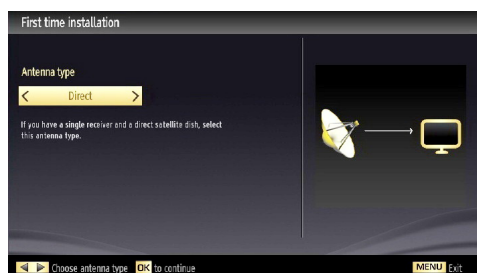 First time installation
Antenna type
Direct
If you have a single receiver and a direct satellite dish, select
this antenna type.
Choose antenna type OK to continue
MENU Exit